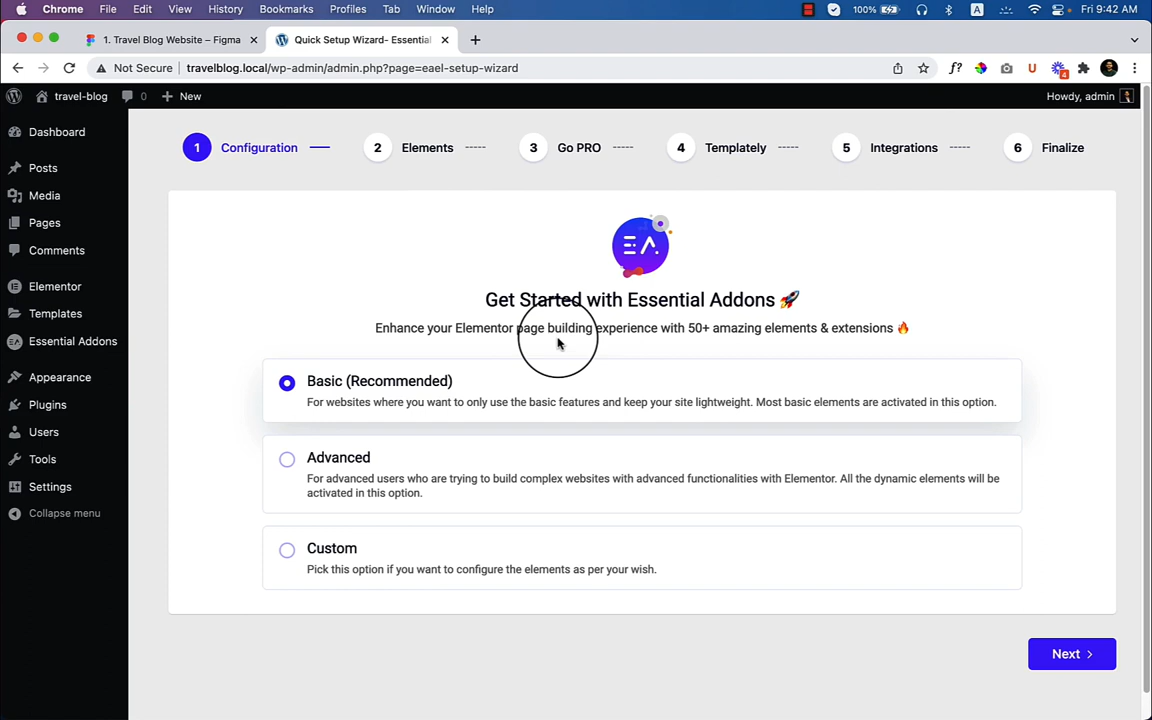 Chrome File Edit View History Bookmarks Profiles Tab Window Help 100% A Fri 9:42 AM
1. Travel Blog Website – Figma Quick Setup Wizard- Essential
Not Secure travelblog.local/wp-admin/admin.php?page=eael-setup-wizard f? U 4
travel-blog 0 New Howdy, admin
Dashboard
Posts
Media
Pages
Comments
Elementor
Templates
Essential Addons
Appearance
Plugins
Users
Tools
Settings
Collapse menu
1 Configuration 2 Elements 3 Go PRO 4 Templately 5 Integrations 6 Finalize
EA
Get Started with Essential Addons 🚀
Enhance your Elementor page building experience with 50+ amazing elements & extensions 🔥
Basic (Recommended)
For websites where you want to only use the basic features and keep your site lightweight. Most basic elements are activated in this option.
Advanced
For advanced users who are trying to build complex websites with advanced functionalities with Elementor. All the dynamic elements will be
activated in this option.
Custom
Pick this option if you want to configure the elements as per your wish.
Next